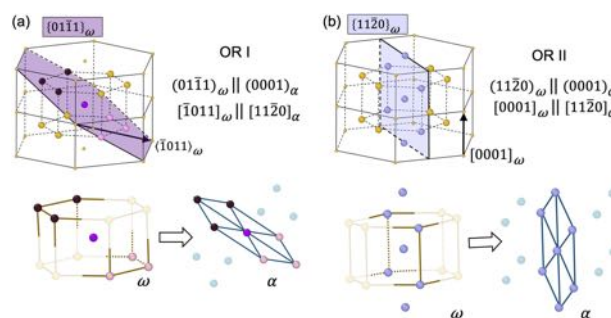 (a)
{011̅1}ω
OR I
(011̅1)ω || (0001)α
[1̅011]ω || [112̅0]α
⟨1̅011⟩ω
ω
α
(b)
{112̅0}ω
OR II
(112̅0)ω || (0001)α
[0001]ω || [112̅0]α
[0001]ω
ω
α